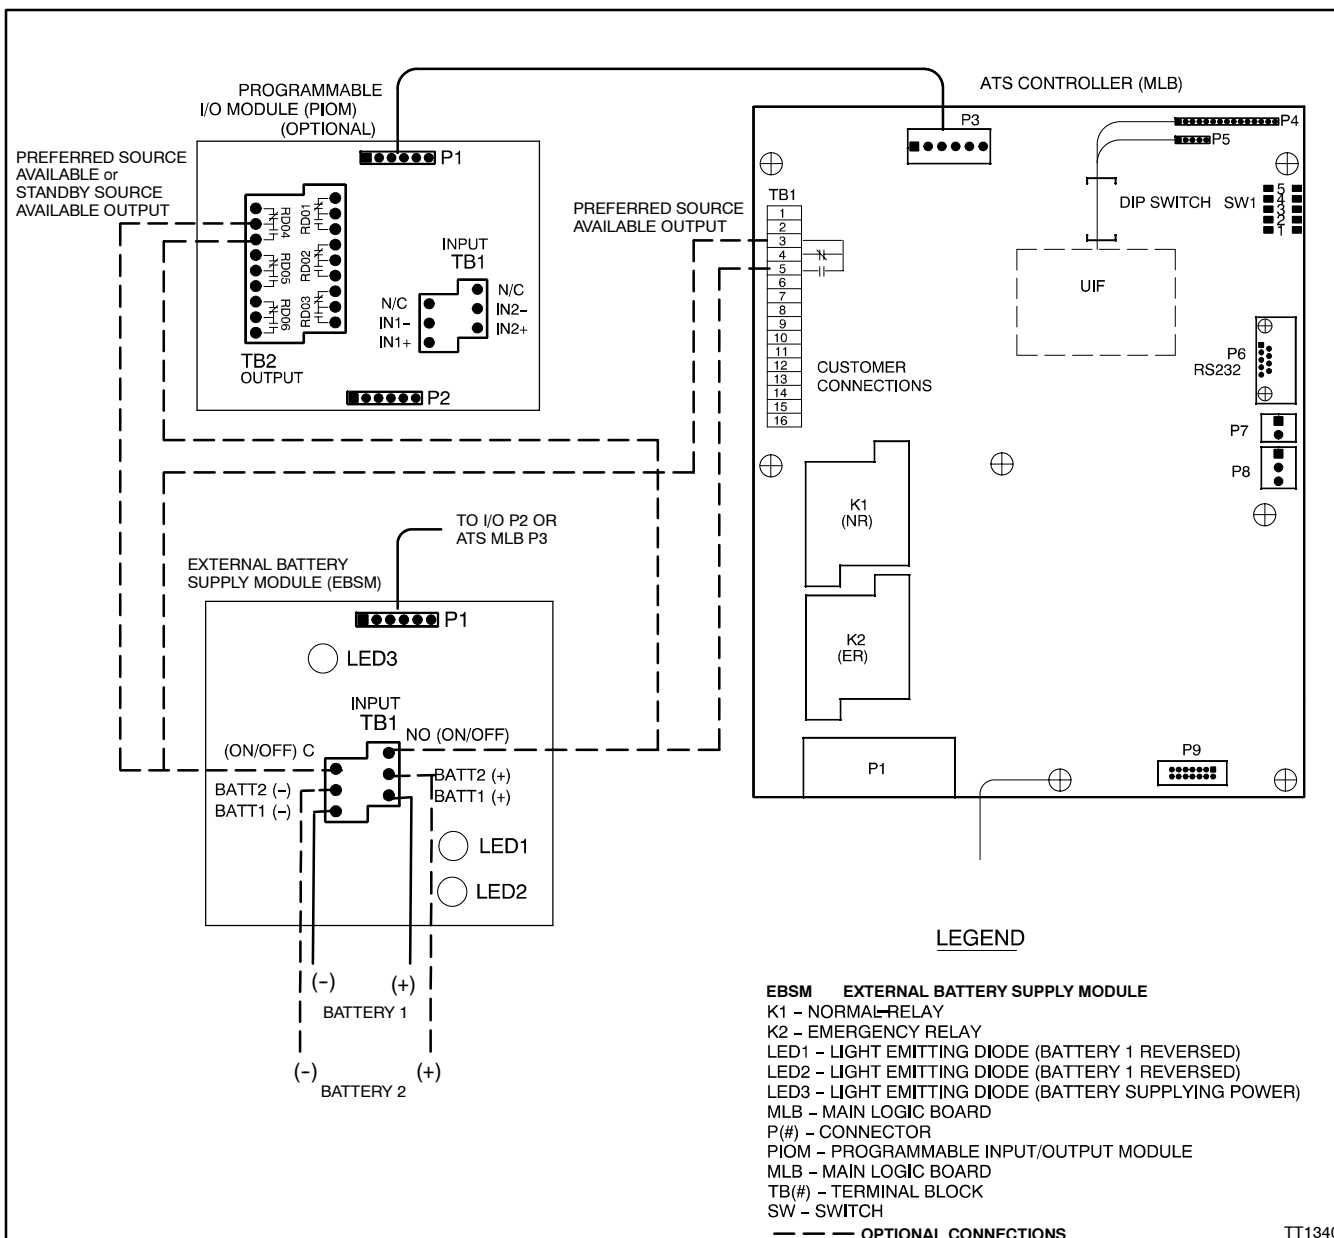 PROGRAMMABLE
I/O MODULE (PIOM)
(OPTIONAL)
ATS CONTROLLER (MLB)
P3
P4
P5
P1
PREFERRED SOURCE
AVAILABLE or
STANDBY SOURCE
AVAILABLE OUTPUT
RD04
RD01
RD05
RD02
RD06
RD03
TB2
OUTPUT
INPUT
TB1
N/C
IN1–
IN1+
N/C
IN2–
IN2+
P2
PREFERRED SOURCE
AVAILABLE OUTPUT
TB1
1
2
3
4
5
6
7
8
9
10
11
12
13
14
15
16
CUSTOMER
CONNECTIONS
DIP SWITCH SW1
5
4
3
2
1
UIF
P6
RS232
P7
P8
K1
(NR)
K2
(ER)
P1
P9
TO I/O P2 OR
ATS MLB P3
EXTERNAL BATTERY
SUPPLY MODULE (EBSM)
P1
LED3
INPUT
TB1
(ON/OFF) C
NO (ON/OFF)
BATT2 (–)
BATT2 (+)
BATT1 (–)
BATT1 (+)
LED1
LED2
(–)
(+)
BATTERY 1
(–)
(+)
BATTERY 2
LEGEND
EBSM EXTERNAL BATTERY SUPPLY MODULE
K1 – NORMAL RELAY
K2 – EMERGENCY RELAY
LED1 – LIGHT EMITTING DIODE (BATTERY 1 REVERSED)
LED2 – LIGHT EMITTING DIODE (BATTERY 1 REVERSED)
LED3 – LIGHT EMITTING DIODE (BATTERY SUPPLYING POWER)
MLB – MAIN LOGIC BOARD
P(#) – CONNECTOR
PIOM – PROGRAMMABLE INPUT/OUTPUT MODULE
MLB – MAIN LOGIC BOARD
TB(#) – TERMINAL BLOCK
SW – SWITCH
OPTIONAL CONNECTIONS